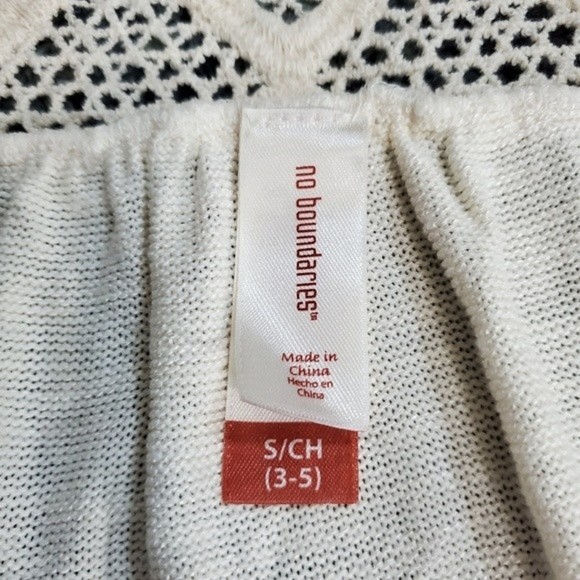 no boundaries™
Made in
China
Hecho en
China
S/CH
(3-5)